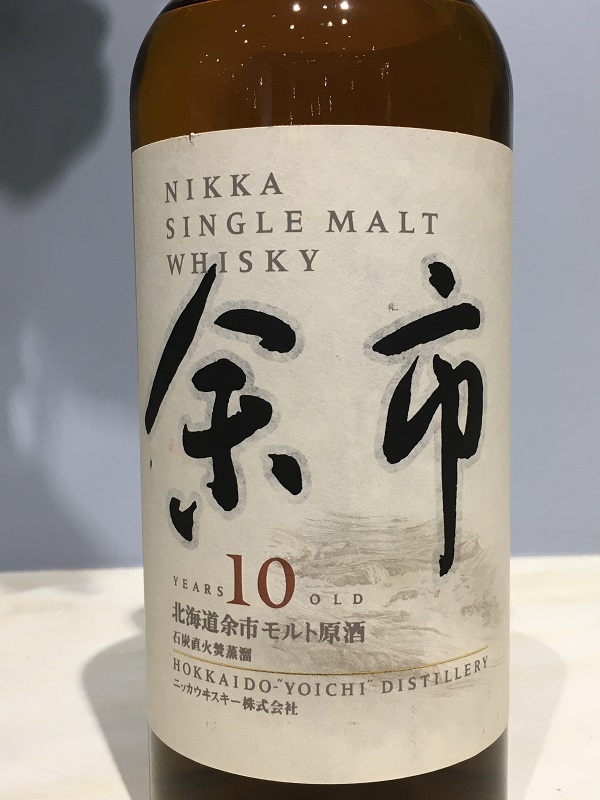 NIKKA
SINGLE MALT
WHISKY
余市
YEARS 10 OLD
北海道余市モルト原酒
石炭直火焚蒸溜
HOKKAIDO-"YOICHI" DISTILLERY
ニッカウヰスキー株式会社